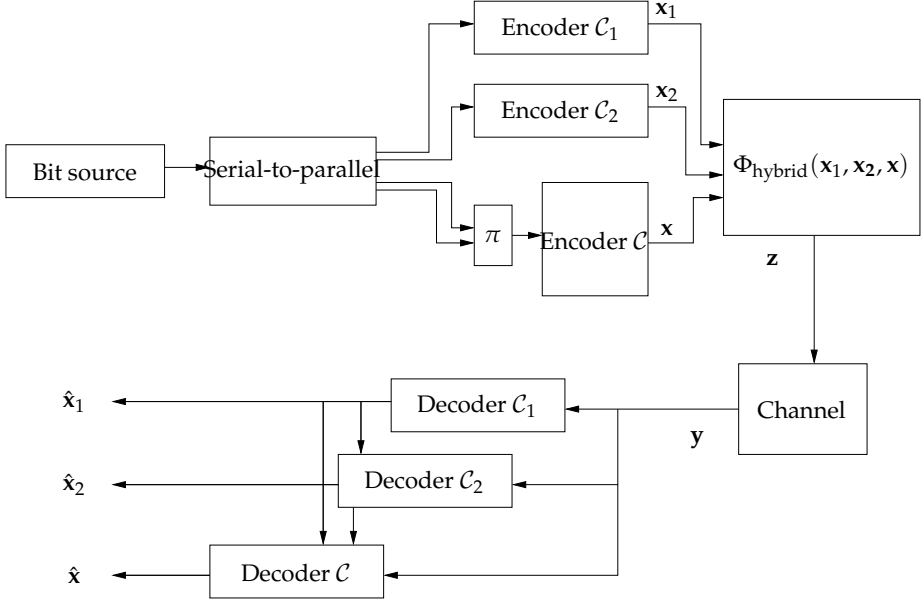 Encoder 𝒞₁
𝐱₁
Encoder 𝒞₂
𝐱₂
Bit source
Serial-to-parallel
Φhybrid(𝐱₁, 𝐱₂, 𝐱)
π
Encoder 𝒞
𝐱
𝐳
𝐱̂₁
Decoder 𝒞₁
𝐲
Channel
𝐱̂₂
Decoder 𝒞₂
𝐱̂
Decoder 𝒞